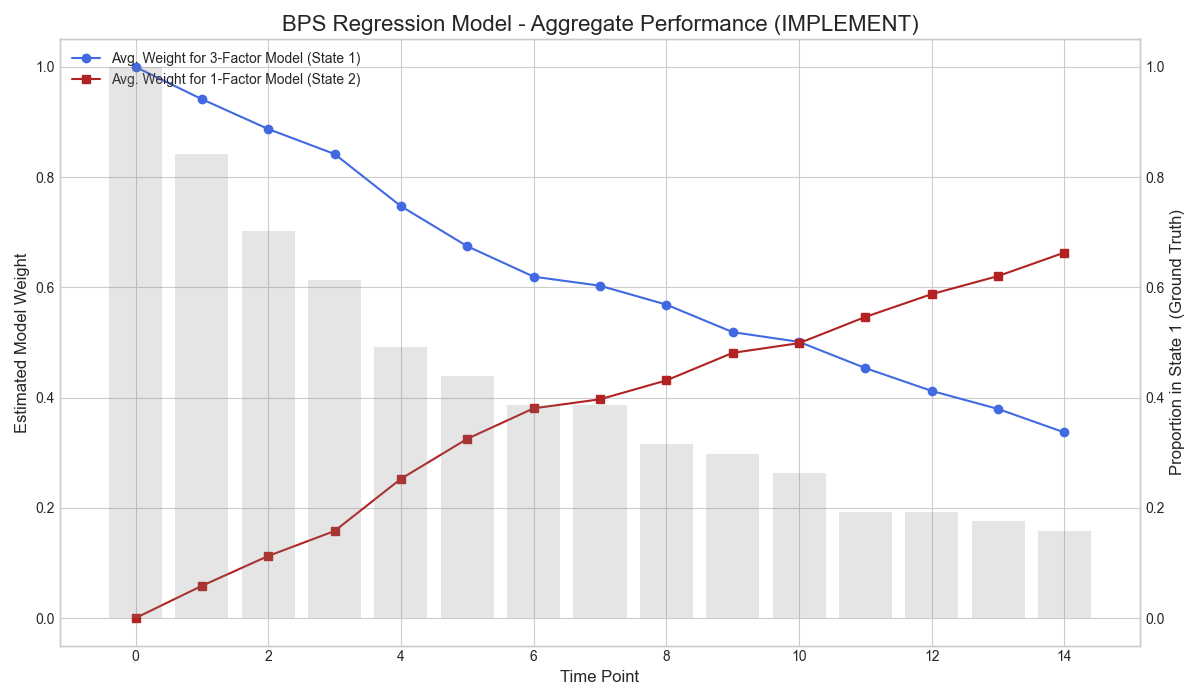 BPS Regression Model - Aggregate Performance (IMPLEMENT)
Avg. Weight for 3-Factor Model (State 1)
Avg. Weight for 1-Factor Model (State 2)
Estimated Model Weight
1.0
0.8
0.6
0.4
0.2
0.0
1.0
0.8
0.6
0.4
0.2
0.0
Proportion in State 1 (Ground Truth)
0 2 4 6 8 10 12 14
Time Point